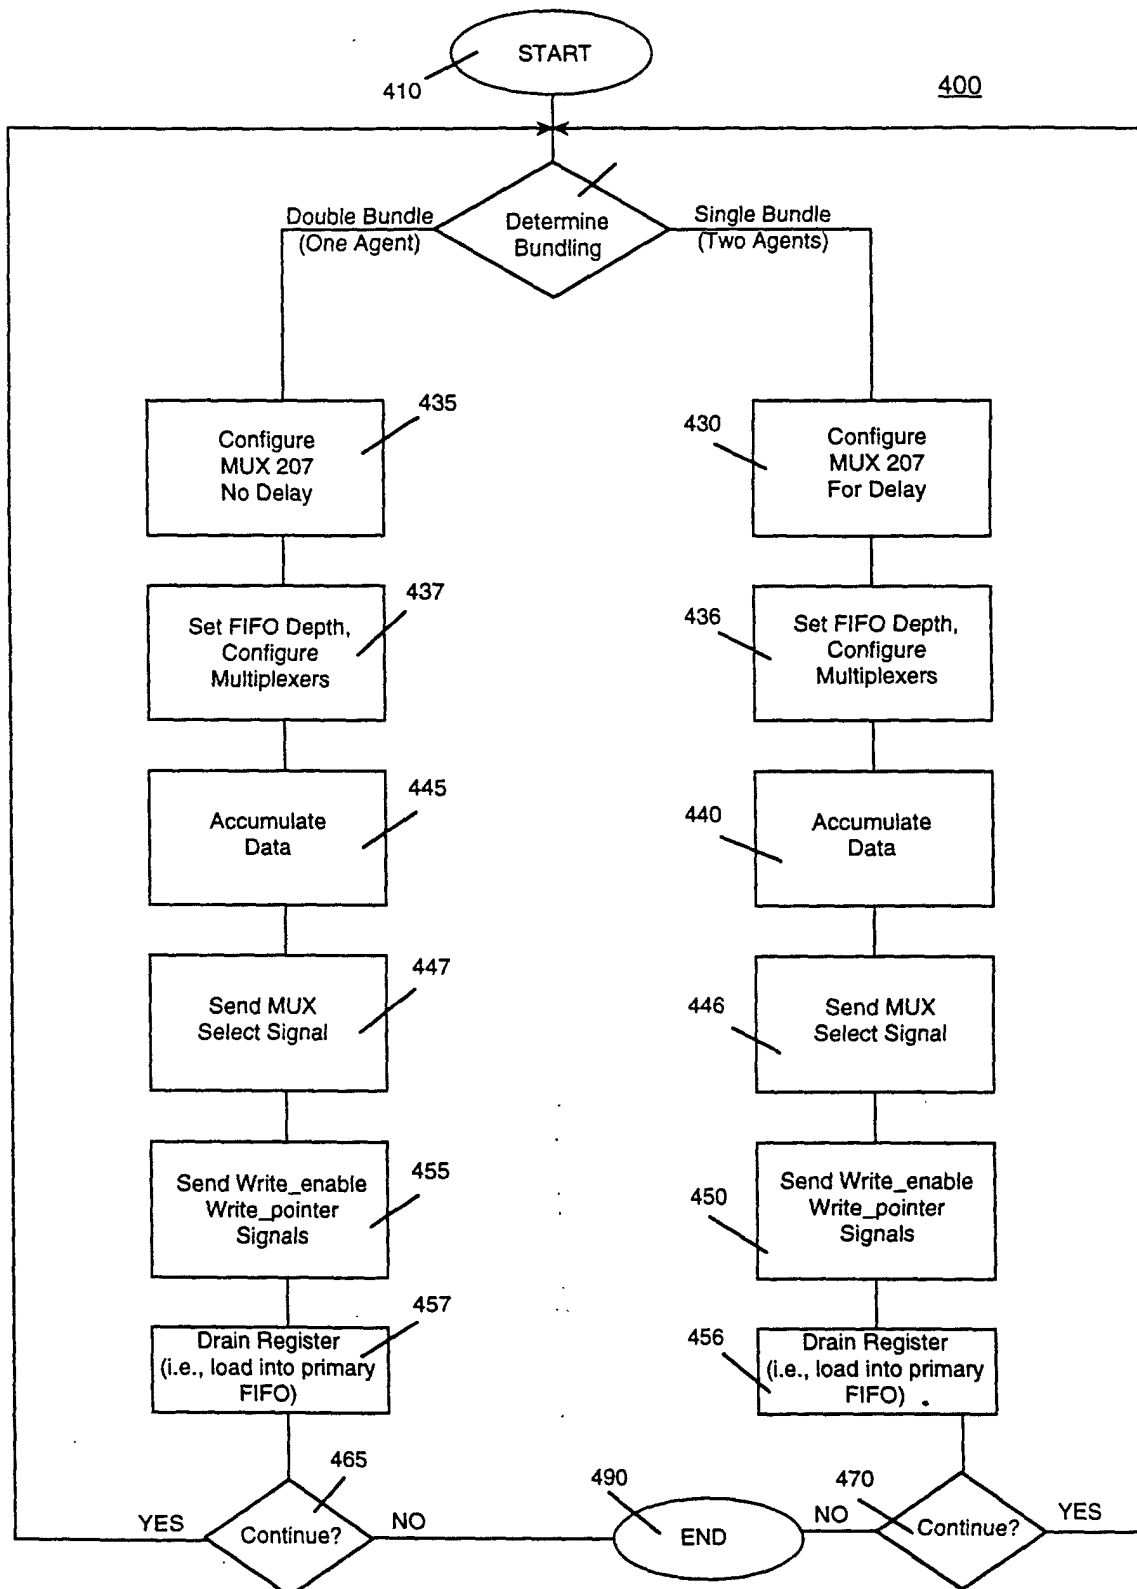 START
410
400
Double Bundle
(One Agent)
Determine
Bundling
Single Bundle
(Two Agents)
435
Configure
MUX 207
No Delay
430
Configure
MUX 207
For Delay
437
Set FIFO Depth,
Configure
Multiplexers
436
Set FIFO Depth,
Configure
Multiplexers
445
Accumulate
Data
440
Accumulate
Data
447
Send MUX
Select Signal
446
Send MUX
Select Signal
455
Send Write_enable
Write_pointer
Signals
450
Send Write_enable
Write_pointer
Signals
457
Drain Register
(i.e., load into primary
FIFO)
456
Drain Register
(i.e., load into primary
FIFO)
465
YES
Continue?
NO
490
END
470
NO
Continue?
YES